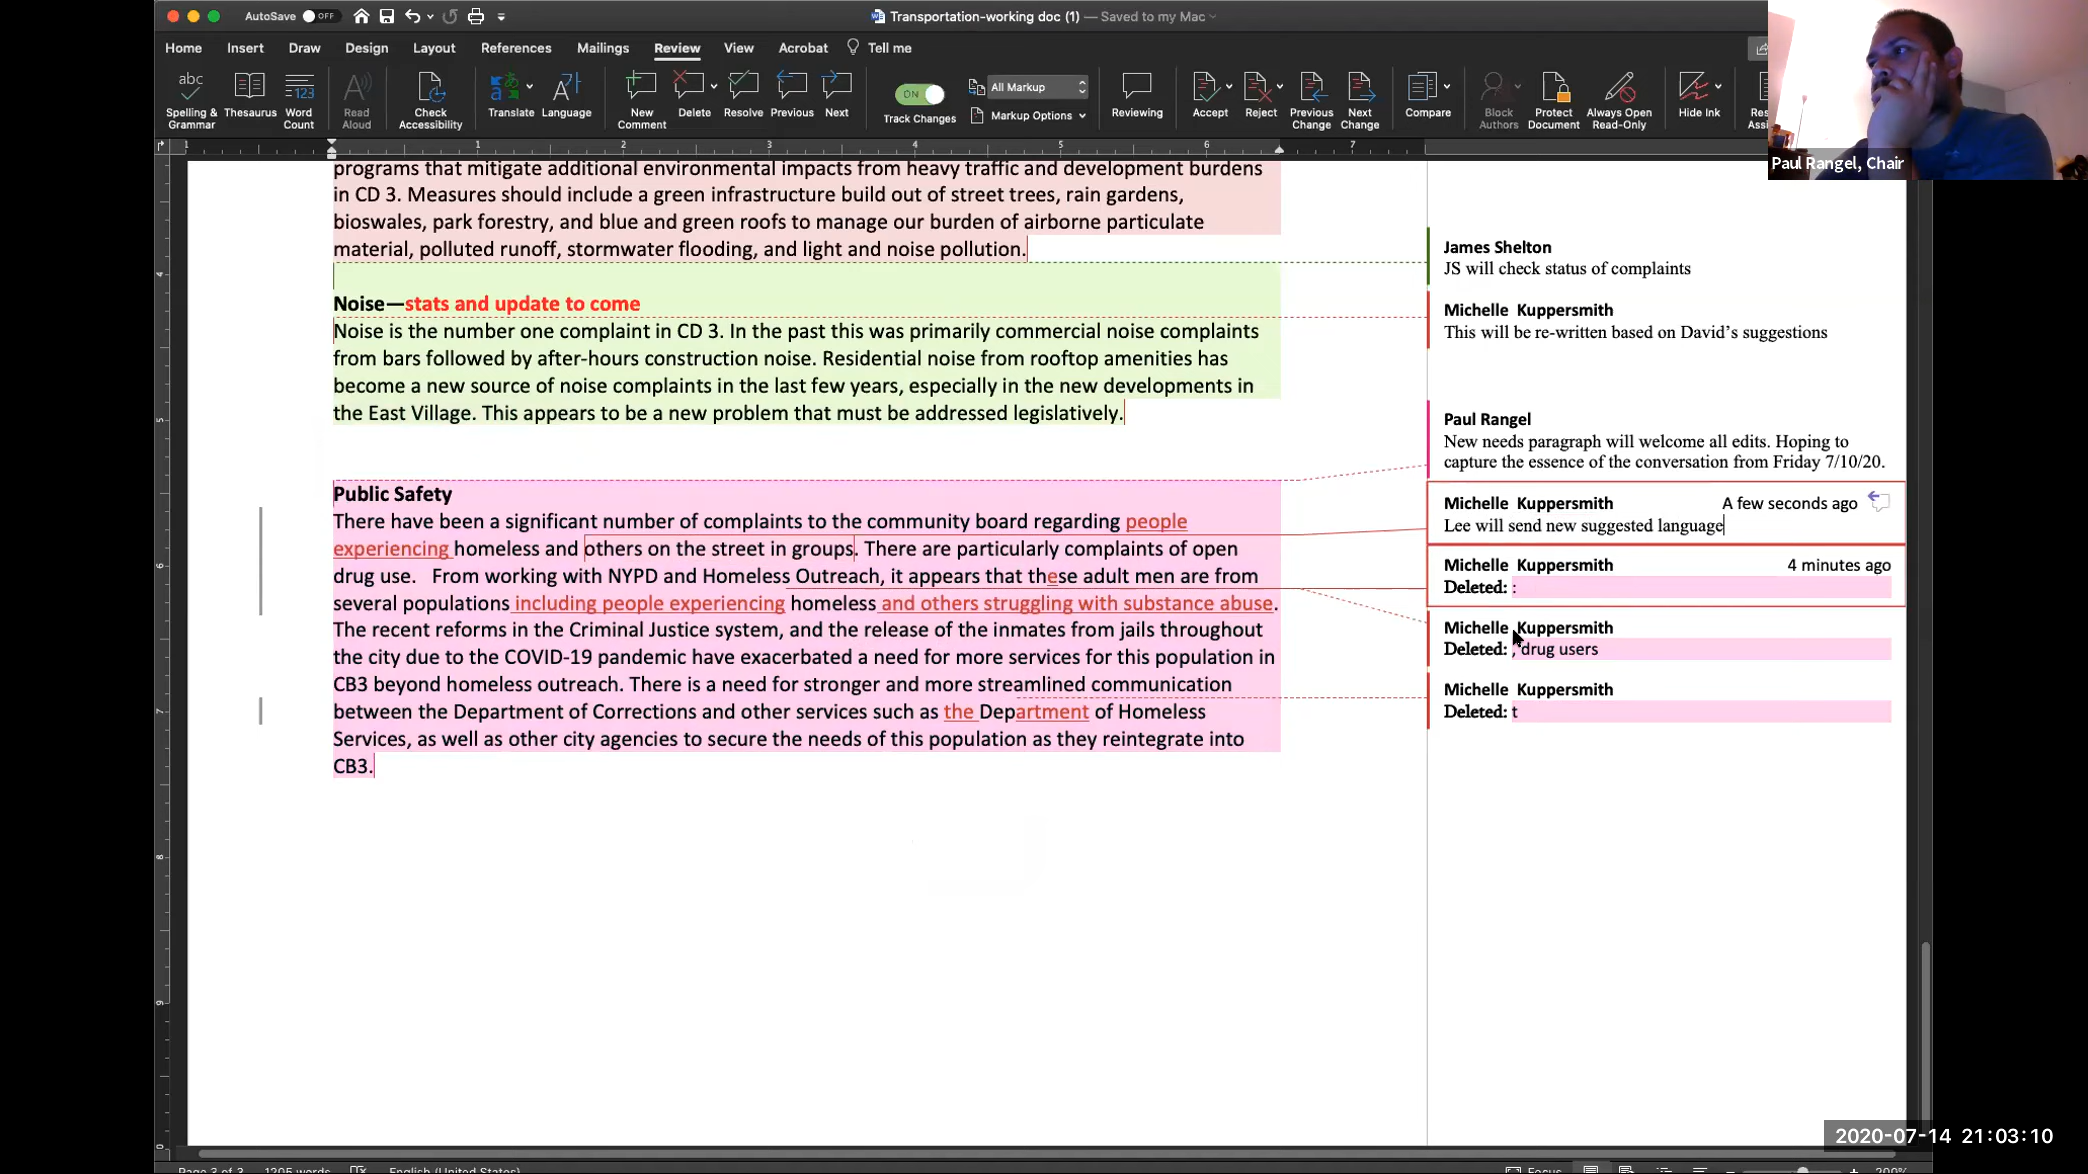 AutoSave OFF
Transportation-working doc (1) — Saved to my Mac
Home Insert Draw Design Layout References Mailings Review View Acrobat Tell me
Spelling & Grammar
Thesaurus
Word Count
Read Aloud
Check Accessibility
Translate
Language
New Comment
Delete
Resolve
Previous
Next
ON
Track Changes
All Markup
Markup Options
Reviewing
Accept
Reject
Previous Change
Next Change
Compare
Block Authors
Protect Document
Always Open Read-Only
Hide Ink
Paul Rangel, Chair
programs that mitigate additional environmental impacts from heavy traffic and development burdens
in CD 3. Measures should include a green infrastructure build out of street trees, rain gardens,
bioswales, park forestry, and blue and green roofs to manage our burden of airborne particulate
material, polluted runoff, stormwater flooding, and light and noise pollution.
Noise—stats and update to come
Noise is the number one complaint in CD 3. In the past this was primarily commercial noise complaints
from bars followed by after-hours construction noise. Residential noise from rooftop amenities has
become a new source of noise complaints in the last few years, especially in the new developments in
the East Village. This appears to be a new problem that must be addressed legislatively.
Public Safety
There have been a significant number of complaints to the community board regarding people
experiencing homeless and others on the street in groups. There are particularly complaints of open
drug use. From working with NYPD and Homeless Outreach, it appears that these adult men are from
several populations including people experiencing homeless and others struggling with substance abuse.
The recent reforms in the Criminal Justice system, and the release of the inmates from jails throughout
the city due to the COVID-19 pandemic have exacerbated a need for more services for this population in
CB3 beyond homeless outreach. There is a need for stronger and more streamlined communication
between the Department of Corrections and other services such as the Department of Homeless
Services, as well as other city agencies to secure the needs of this population as they reintegrate into
CB3.
James Shelton
JS will check status of complaints
Michelle Kuppersmith
This will be re-written based on David's suggestions
Paul Rangel
New needs paragraph will welcome all edits. Hoping to
capture the essence of the conversation from Friday 7/10/20.
Michelle Kuppersmith A few seconds ago
Lee will send new suggested language
Michelle Kuppersmith 4 minutes ago
Deleted: :
Michelle Kuppersmith
Deleted: , drug users
Michelle Kuppersmith
Deleted: t
2020-07-14 21:03:10
Page 3 of 3 1205 words English (United States) Focus 200%